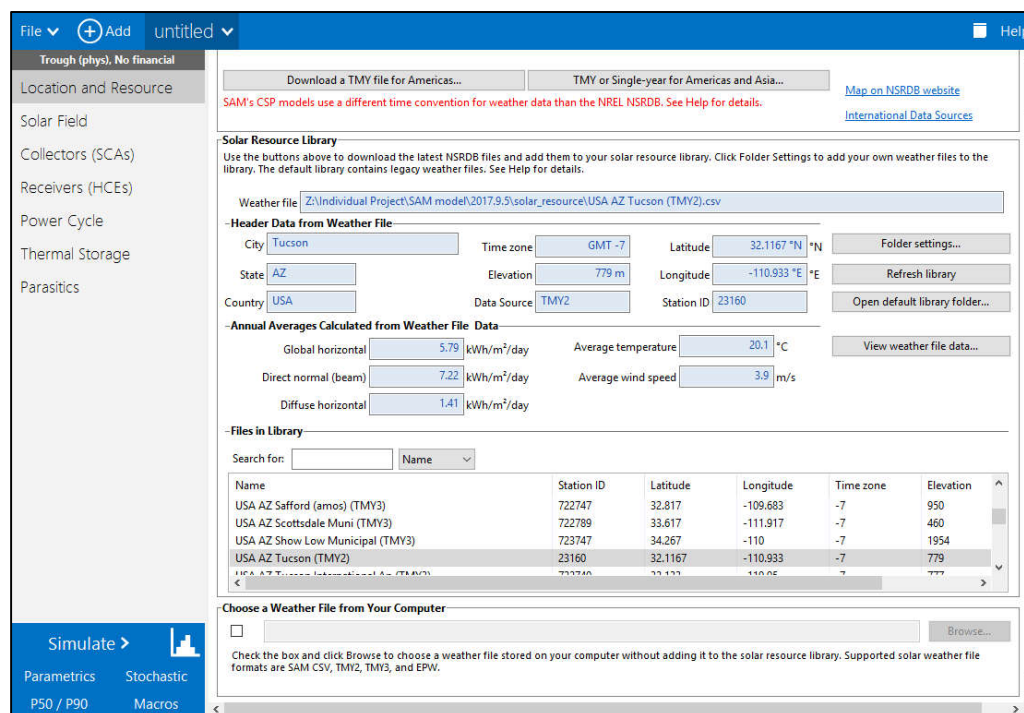 File Add untitled Help
Trough (phys), No financial
Location and Resource
Solar Field
Collectors (SCAs)
Receivers (HCEs)
Power Cycle
Thermal Storage
Parasitics
Simulate >
Parametrics Stochastic
P50 / P90 Macros
Download a TMY file for Americas... TMY or Single-year for Americas and Asia...
Map on NSRDB website
SAM's CSP models use a different time convention for weather data than the NREL NSRDB. See Help for details.
International Data Sources
Solar Resource Library
Use the buttons above to download the latest NSRDB files and add them to your solar resource library. Click Folder Settings to add your own weather files to the
library. The default library contains legacy weather files. See Help for details.
Weather file Z:\Individual Project\SAM model\2017.9.5\solar_resource\USA AZ Tucson (TMY2).csv
Header Data from Weather File
City Tucson Time zone GMT -7 Latitude 32.1167 °N °N Folder settings...
State AZ Elevation 779 m Longitude -110.933 °E °E Refresh library
Country USA Data Source TMY2 Station ID 23160 Open default library folder...
Annual Averages Calculated from Weather File Data
Global horizontal 5.79 kWh/m²/day Average temperature 20.1 °C View weather file data...
Direct normal (beam) 7.22 kWh/m²/day Average wind speed 3.9 m/s
Diffuse horizontal 1.41 kWh/m²/day
Files in Library
Search for: Name
Name Station ID Latitude Longitude Time zone Elevation
USA AZ Safford (amos) (TMY3) 722747 32.817 -109.683 -7 950
USA AZ Scottsdale Muni (TMY3) 722789 33.617 -111.917 -7 460
USA AZ Show Low Municipal (TMY3) 723747 34.267 -110 -7 1954
USA AZ Tucson (TMY2) 23160 32.1167 -110.933 -7 779
Choose a Weather File from Your Computer
Browse...
Check the box and click Browse to choose a weather file stored on your computer without adding it to the solar resource library. Supported solar weather file
formats are SAM CSV, TMY2, TMY3, and EPW.